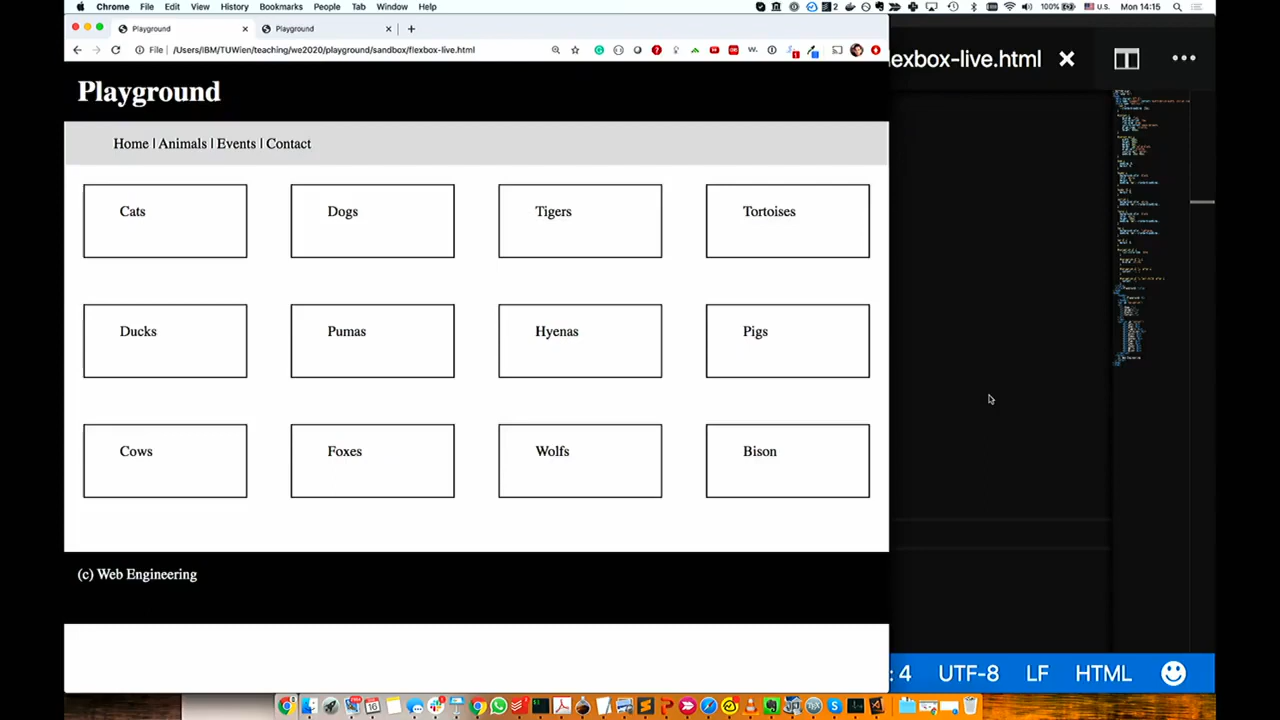 Chrome File Edit View History Bookmarks People Tab Window Help
2 100% U.S. Mon 14:15
Playground
Playground
File /Users/IBM/TUWien/teaching/we2020/playground/sandbox/flexbox-live.html
exbox-live.html
Playground
Home | Animals | Events | Contact
Cats Dogs Tigers Tortoises
Ducks Pumas Hyenas Pigs
Cows Foxes Wolfs Bison
(c) Web Engineering
: 4 UTF-8 LF HTML